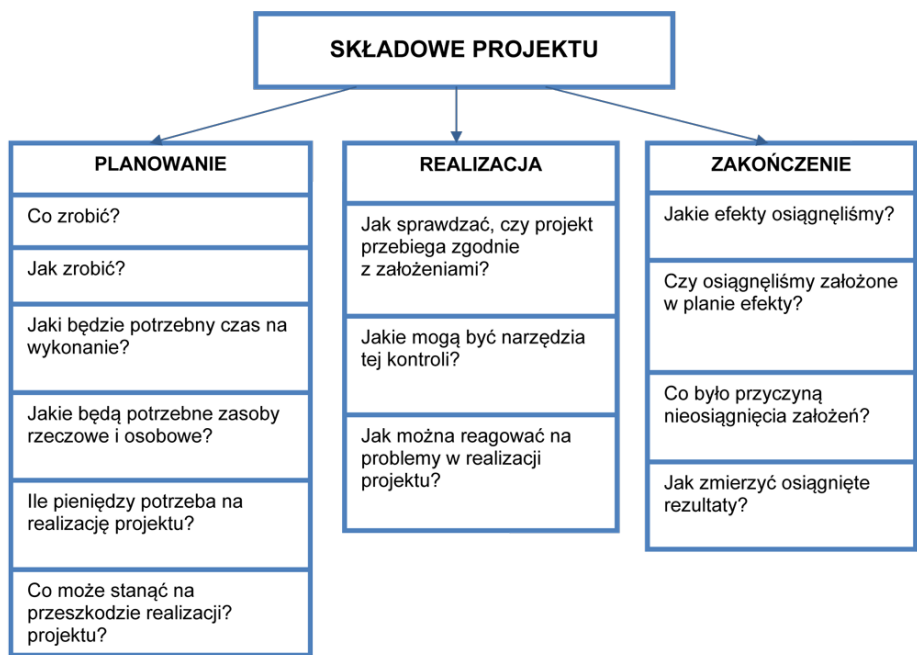 SKŁADOWE PROJEKTU
PLANOWANIE
Co zrobić?
Jak zrobić?
Jaki będzie potrzebny czas na
wykonanie?
Jakie będą potrzebne zasoby
rzeczowe i osobowe?
Ile pieniędzy potrzeba na
realizację projektu?
Co może stanąć na
przeszkodzie realizacji?
projektu?
REALIZACJA
Jak sprawdzać, czy projekt
przebiega zgodnie
z założeniami?
Jakie mogą być narzędzia
tej kontroli?
Jak można reagować na
problemy w realizacji
projektu?
ZAKOŃCZENIE
Jakie efekty osiągnęliśmy?
Czy osiągnęliśmy założone
w planie efekty?
Co było przyczyną
nieosiągnięcia założeń?
Jak zmierzyć osiągnięte
rezultaty?